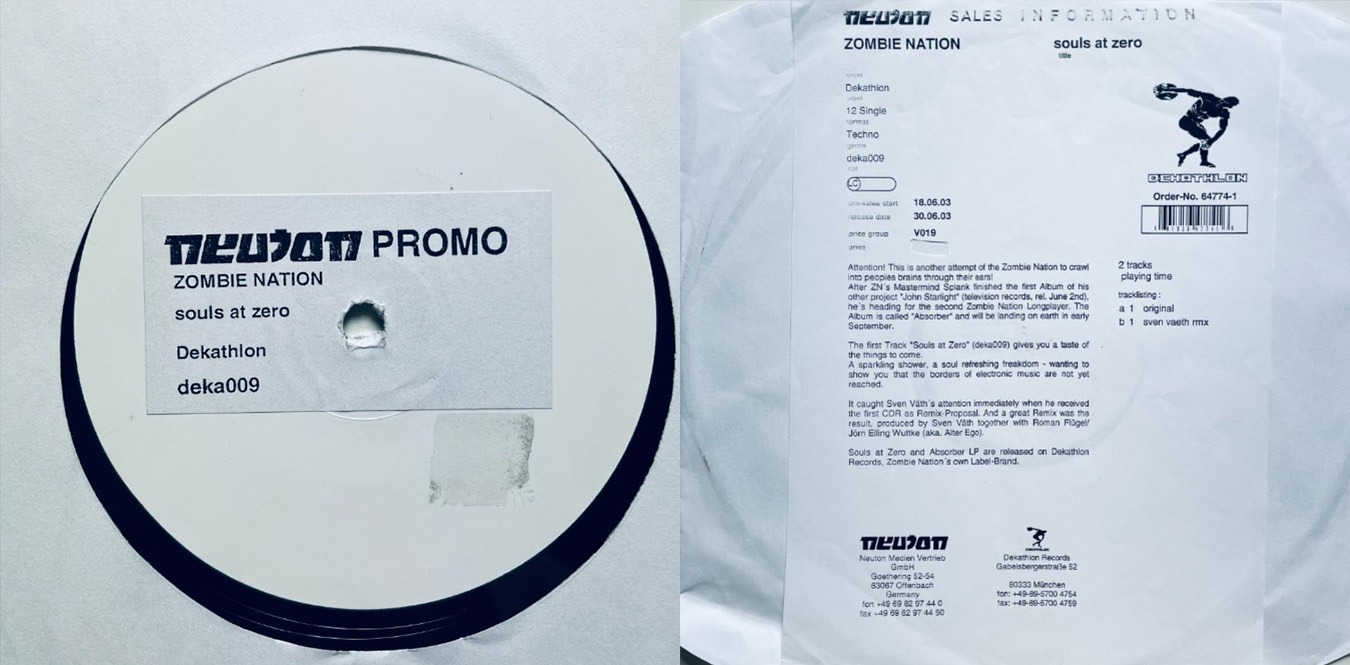 neuton PROMO
ZOMBIE NATION
souls at zero
Dekathlon
deka009
neuton SALES INFORMATION
ZOMBIE NATION souls at zero
title
artist
Dekathlon
label
12 Single
format
Techno
genre
deka009
cat
LC
pre-sales start 18.06.03
release date 30.06.03
price group V019
price
DEKATHLON
Order-No. 64774-1
Attention! This is another attempt of the Zombie Nation to crawl
into peoples brains through their ears!
After ZN´s Mastermind Splank finished the first Album of his
other project "John Starlight" (television records, rel. June 2nd),
he´s heading for the second Zombie Nation Longplayer. The
Album is called "Absorber" and will be landing on earth in early
September.
The first Track "Souls at Zero" (deka009) gives you a taste of
the things to come.
A sparkling shower, a soul refreshing freakdom - wanting to
show you that the borders of electronic music are not yet
reached.
It caught Sven Väth´s attention immediately when he received
the first CDR as Remix-Proposal. And a great Remix was the
result, produced by Sven Väth together with Roman Flügel/
Jörn Elling Wuttke (aka. Alter Ego).
Souls at Zero and Absorber LP are released on Dekathlon
Records, Zombie Nation´s own Label-Brand.
2 tracks
playing time
tracklisting :
a 1 original
b 1 sven vaeth rmx
neuton
Neuton Medien Vertrieb
GmbH
Goethering 52-54
63067 Offenbach
Germany
fon +49 69 82 97 44 0
fax +49 69 82 97 44 50
DEKATHLON
Dekathlon Records
Gabelsbergerstraße 52
80333 München
fon: +49-89-5700 4754
fax: +49-89-5700 4759